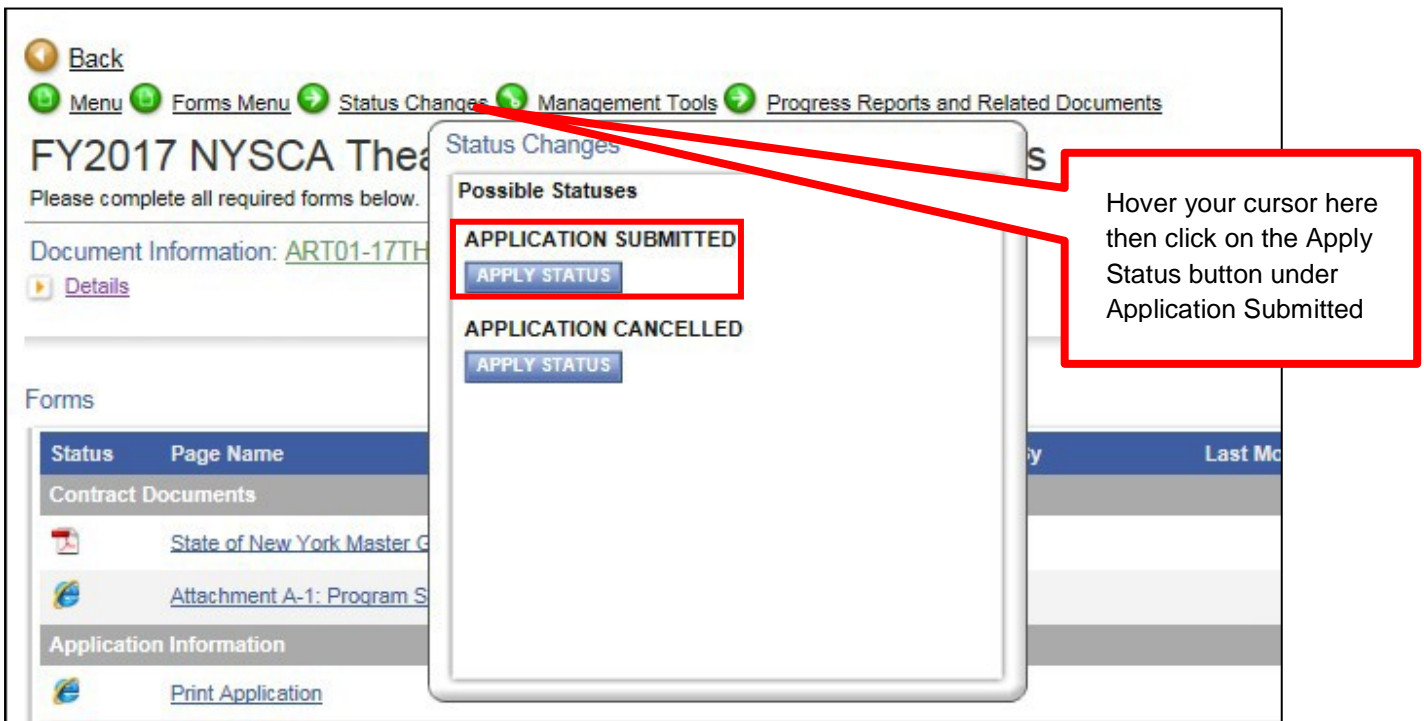 Back
Menu Forms Menu Status Changes Management Tools Progress Reports and Related Documents
FY2017 NYSCA
Please complete all required forms below.
Document Information: ART01-17TH
Details
Status Changes
Possible Statuses
APPLICATION SUBMITTED
APPLY STATUS
APPLICATION CANCELLED
APPLY STATUS
Hover your cursor here
then click on the Apply
Status button under
Application Submitted
Forms
Status Page Name Last
Contract Documents
State of New York Master
Attachment A-1: Program
Application Information
Print Application